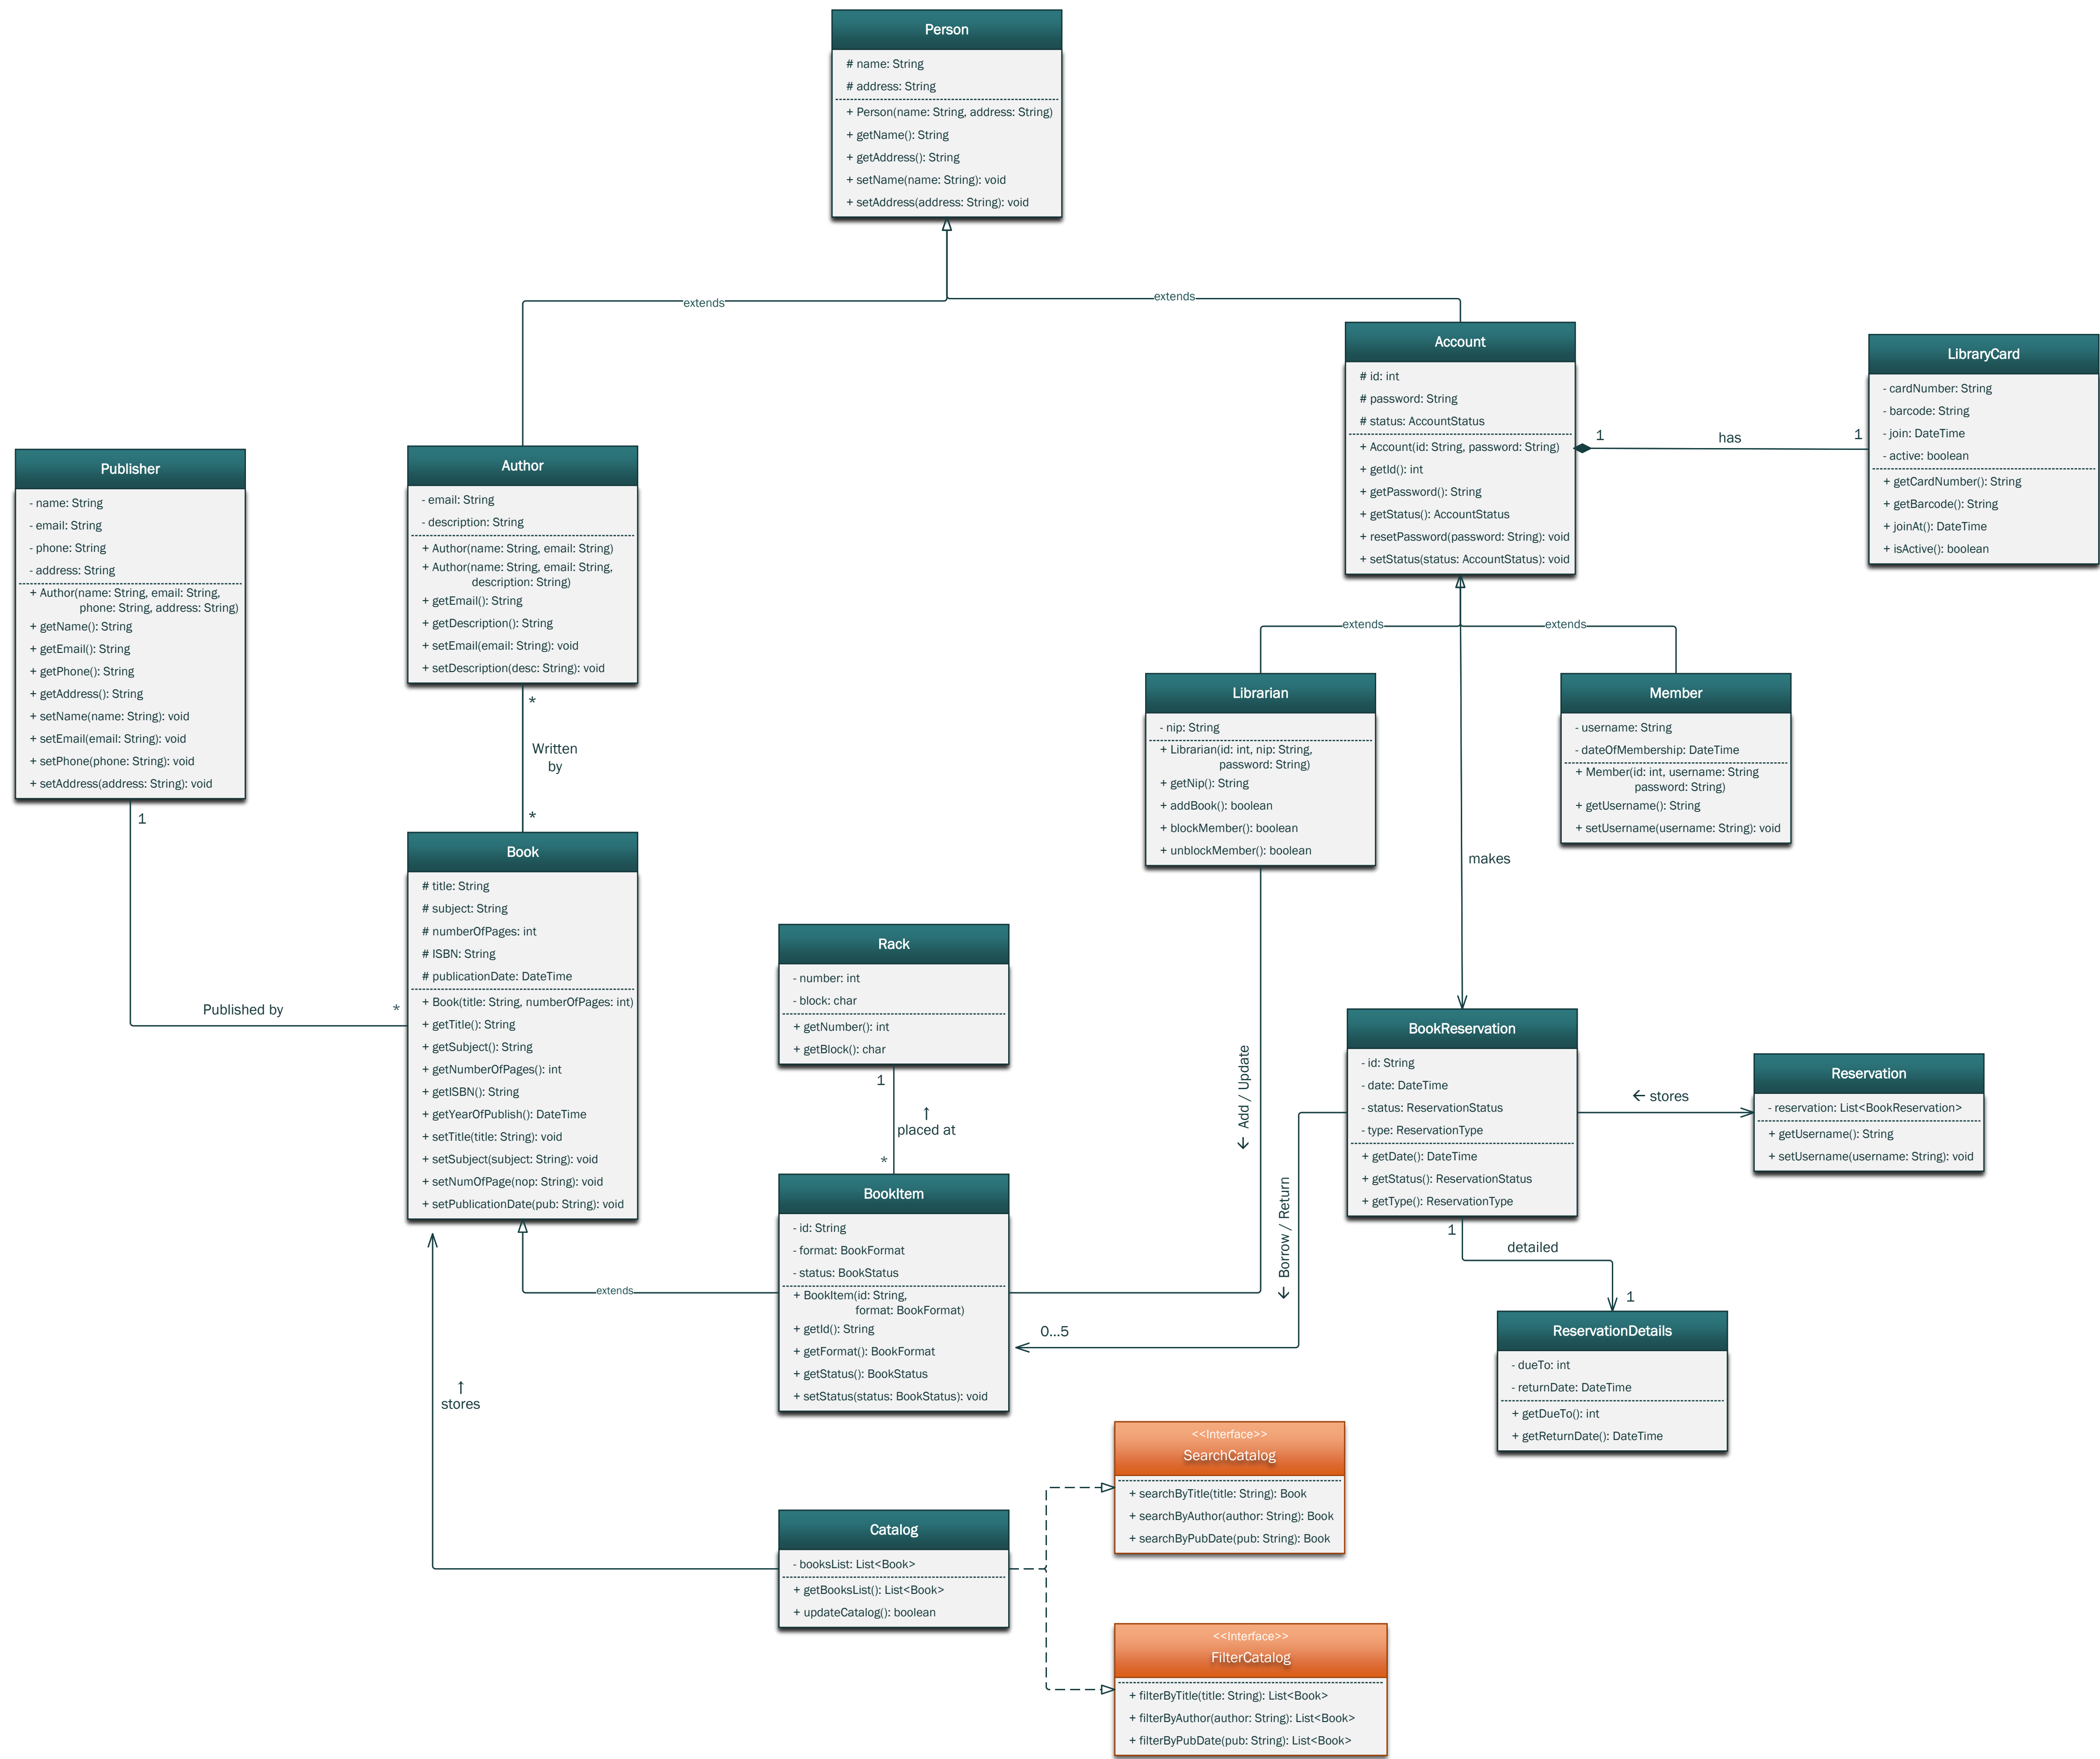 Person
# name: String
# address: String
+ Person(name: String, address: String)
+ getName(): String
+ getAddress(): String
+ setName(name: String): void
+ setAddress(address: String): void
extends
extends
Account
# id: int
# password: String
# status: AccountStatus
+ Account(id: String, password: String)
+ getId(): int
+ getPassword(): String
+ getStatus(): AccountStatus
+ resetPassword(password: String): void
+ setStatus(status: AccountStatus): void
1
has
1
LibraryCard
- cardNumber: String
- barcode: String
- join: DateTime
- active: boolean
+ getCardNumber(): String
+ getBarcode(): String
+ joinAt(): DateTime
+ isActive(): boolean
Publisher
- name: String
- email: String
- phone: String
- address: String
+ Author(name: String, email: String,
phone: String, address: String)
+ getName(): String
+ getEmail(): String
+ getPhone(): String
+ getAddress(): String
+ setName(name: String): void
+ setEmail(email: String): void
+ setPhone(phone: String): void
+ setAddress(address: String): void
1
Published by
*
Author
- email: String
- description: String
+ Author(name: String, email: String)
+ Author(name: String, email: String,
description: String)
+ getEmail(): String
+ getDescription(): String
+ setEmail(email: String): void
+ setDescription(desc: String): void
*
Written
by
*
extends
extends
Librarian
- nip: String
+ Librarian(id: int, nip: String,
password: String)
+ getNip(): String
+ addBook(): boolean
+ blockMember(): boolean
+ unblockMember(): boolean
Member
- username: String
- dateOfMembership: DateTime
+ Member(id: int, username: String
password: String)
+ getUsername(): String
+ setUsername(username: String): void
makes
Book
# title: String
# subject: String
# numberOfPages: int
# ISBN: String
# publicationDate: DateTime
+ Book(title: String, numberOfPages: int)
+ getTitle(): String
+ getSubject(): String
+ getNumberOfPages(): int
+ getISBN(): String
+ getYearOfPublish(): DateTime
+ setTitle(title: String): void
+ setSubject(subject: String): void
+ setNumOfPage(nop: String): void
+ setPublicationDate(pub: String): void
Rack
- number: int
- block: char
+ getNumber(): int
+ getBlock(): char
1
↑
placed at
*
← Add / Update
← Borrow / Return
BookReservation
- id: String
- date: DateTime
- status: ReservationStatus
- type: ReservationType
+ getDate(): DateTime
+ getStatus(): ReservationStatus
+ getType(): ReservationType
← stores
Reservation
- reservation: List<BookReservation>
+ getUsername(): String
+ setUsername(username: String): void
1
detailed
1
BookItem
- id: String
- format: BookFormat
- status: BookStatus
+ BookItem(id: String,
format: BookFormat)
+ getId(): String
+ getFormat(): BookFormat
+ getStatus(): BookStatus
+ setStatus(status: BookStatus): void
extends
0...5
ReservationDetails
- dueTo: int
- returnDate: DateTime
+ getDueTo(): int
+ getReturnDate(): DateTime
↑
stores
Catalog
- booksList: List<Book>
+ getBooksList(): List<Book>
+ updateCatalog(): boolean
<<Interface>>
SearchCatalog
+ searchByTitle(title: String): Book
+ searchByAuthor(author: String): Book
+ searchByPubDate(pub: String): Book
<<Interface>>
FilterCatalog
+ filterByTitle(title: String): List<Book>
+ filterByAuthor(author: String): List<Book>
+ filterByPubDate(pub: String): List<Book>